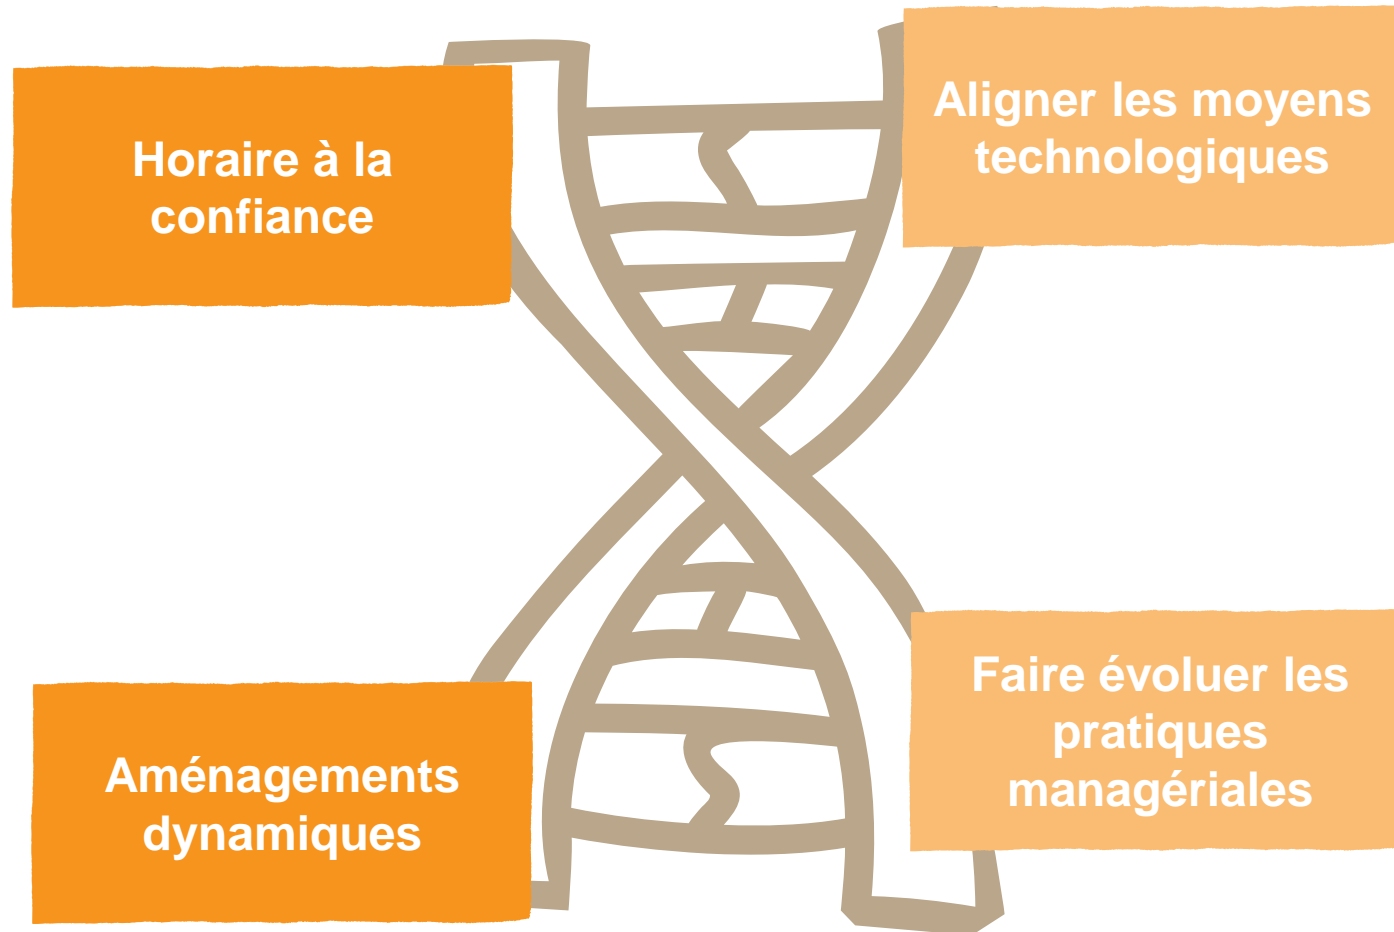 Horaire à la
confiance
Aligner les moyens
technologiques
Aménagements
dynamiques
Faire évoluer les
pratiques
managériales